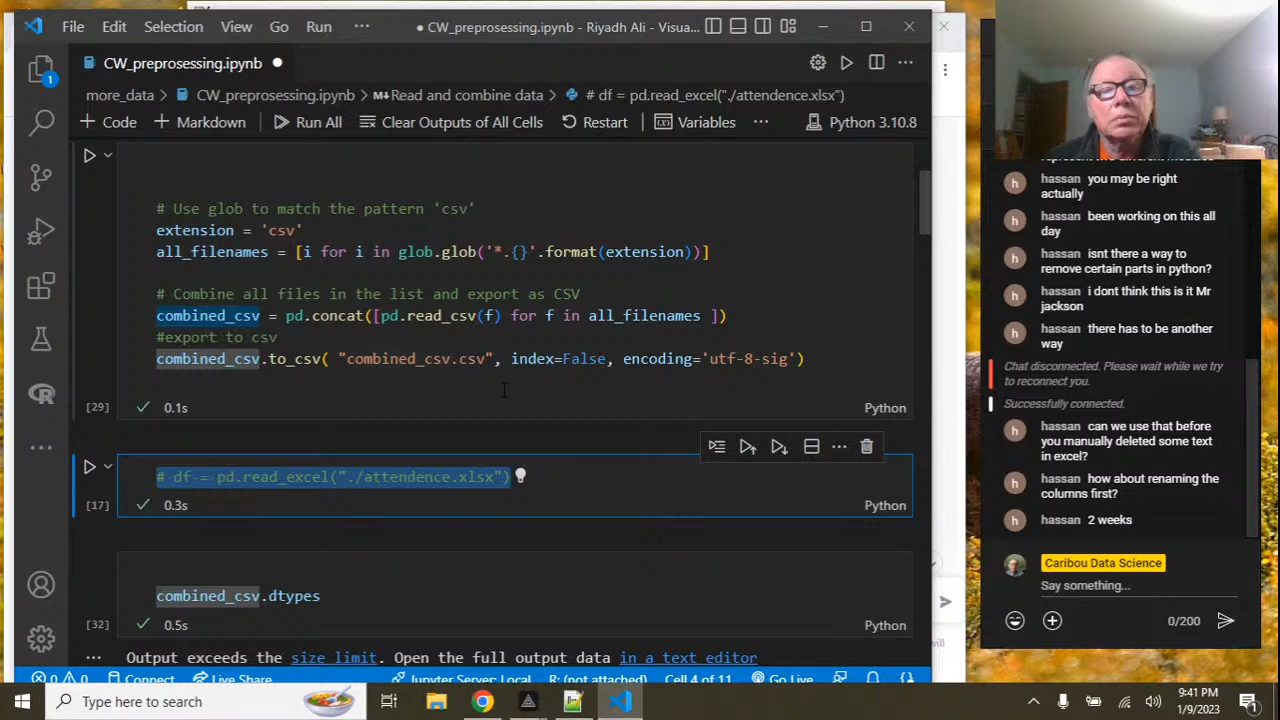 File Edit Selection View Go Run ··· ● CW_preprosessing.ipynb - Riyadh Ali - Visua...
CW_preprosessing.ipynb ●
more_data > CW_preprosessing.ipynb > Read and combine data > # df = pd.read_excel("./attendence.xlsx")
+ Code + Markdown Run All Clear Outputs of All Cells Restart Variables ··· Python 3.10.8
# Use glob to match the pattern 'csv'
extension = 'csv'
all_filenames = [i for i in glob.glob('*.{}'.format(extension))]
# Combine all files in the list and export as CSV
combined_csv = pd.concat([pd.read_csv(f) for f in all_filenames ])
#export to csv
combined_csv.to_csv( "combined_csv.csv", index=False, encoding='utf-8-sig')
[29] 0.1s Python
# df = pd.read_excel("./attendence.xlsx")
[17] 0.3s Python
combined_csv.dtypes
[32] 0.5s Python
··· Output exceeds the size limit. Open the full output data in a text editor
0 0 Connect Live Share Jupyter Server: Local R: (not attached) Cell 4 of 11 Go Live
1
Type here to search
9:41 PM
1/9/2023
1
represent two different modules
h hassan you may be right
actually
h hassan been working on this all
day
h hassan isnt there a way to
remove certain parts in python?
h hassan i dont think this is it Mr
jackson
h hassan there has to be another
way
Chat disconnected. Please wait while we try
to reconnect you.
Successfully connected.
h hassan can we use that before
you manually deleted some text
in excel?
h hassan how about renaming the
columns first?
h hassan 2 weeks
Caribou Data Science
Say something...
0/200
will